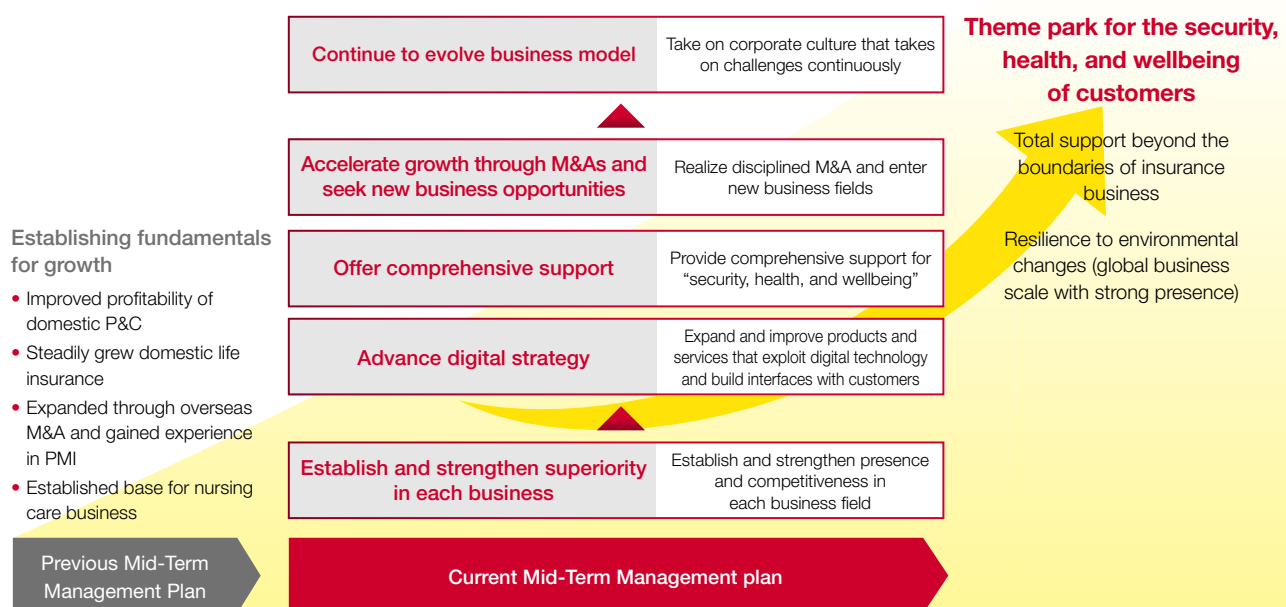 Establishing fundamentals
for growth
• Improved profitability of
domestic P&C
• Steadily grew domestic life
insurance
• Expanded through overseas
M&A and gained experience
in PMI
• Established base for nursing
care business
Previous Mid-Term
Management Plan
Continue to evolve business model
Take on corporate culture that takes
on challenges continuously
Accelerate growth through M&As and
seek new business opportunities
Realize disciplined M&A and enter
new business fields
Offer comprehensive support
Provide comprehensive support for
“security, health, and wellbeing”
Advance digital strategy
Expand and improve products and
services that exploit digital technology
and build interfaces with customers
Establish and strengthen superiority
in each business
Establish and strengthen presence
and competitiveness in
each business field
Current Mid-Term Management plan
Theme park for the security,
health, and wellbeing
of customers
Total support beyond the
boundaries of insurance
business
Resilience to environmental
changes (global business
scale with strong presence)